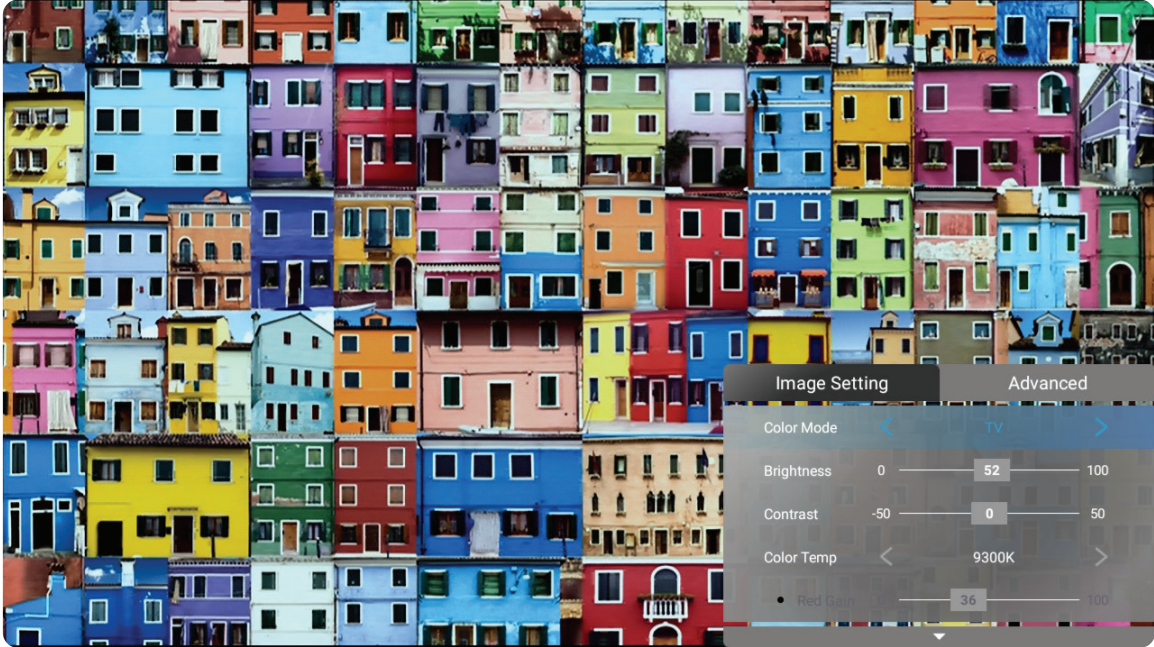 Image Setting Advanced
Color Mode TV
Brightness 0 52 100
Contrast -50 0 50
Color Temp 9300K
Red Gain 36 100